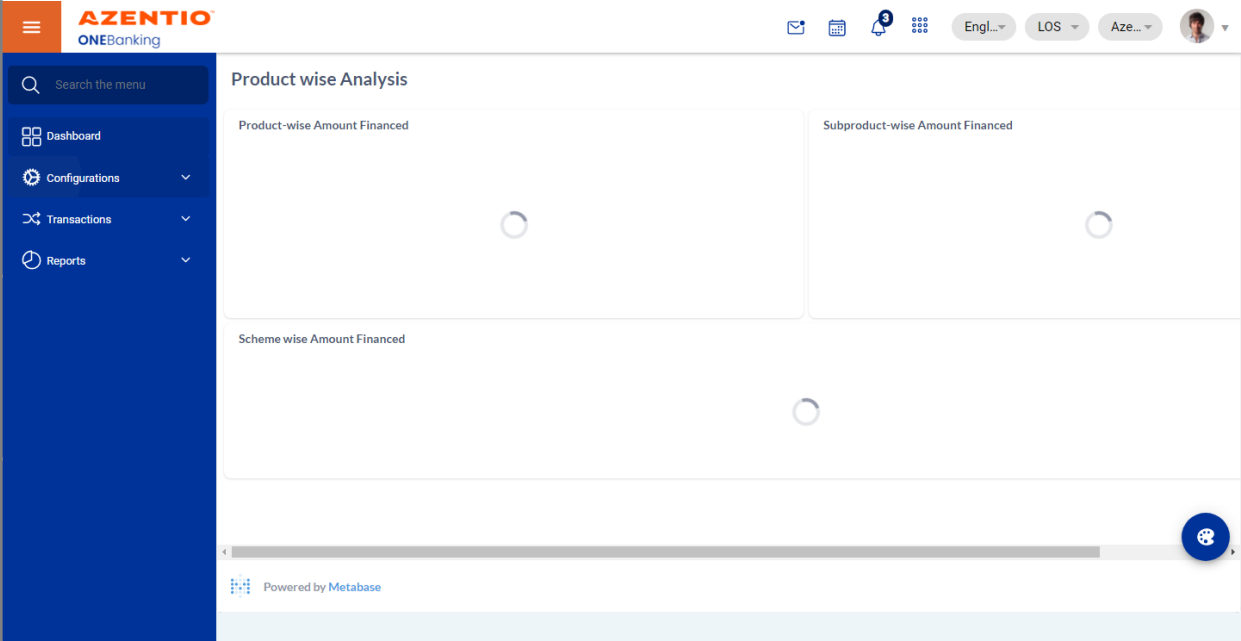 AZENTIO™
ONEBanking
3
Engl...
LOS
Aze...
Search the menu
Dashboard
Configurations
Transactions
Reports
Product wise Analysis
Product-wise Amount Financed
Subproduct-wise Amount Financed
Scheme wise Amount Financed
Powered by Metabase